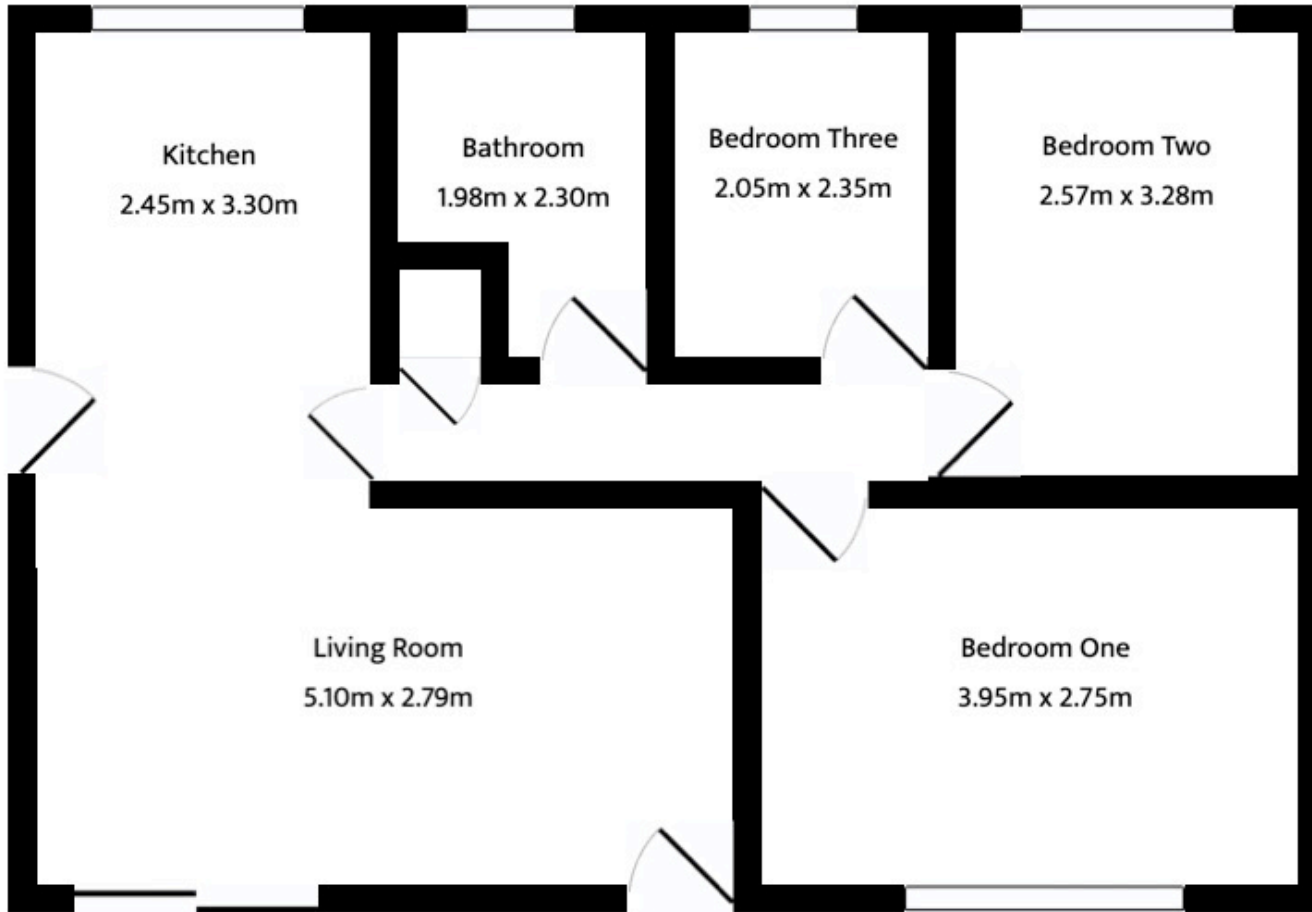 Kitchen
2.45m x 3.30m
Bathroom
1.98m x 2.30m
Bedroom Three
2.05m x 2.35m
Bedroom Two
2.57m x 3.28m
Living Room
5.10m x 2.79m
Bedroom One
3.95m x 2.75m